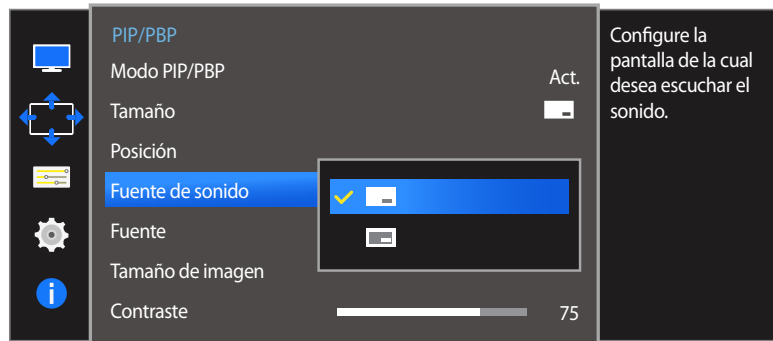 PIP/PBP
Modo PIP/PBP
Act.
Tamaño
Posición
Fuente de sonido
Fuente
Tamaño de imagen
Contraste
75
Configure la
pantalla de la cual
desea escuchar el
sonido.